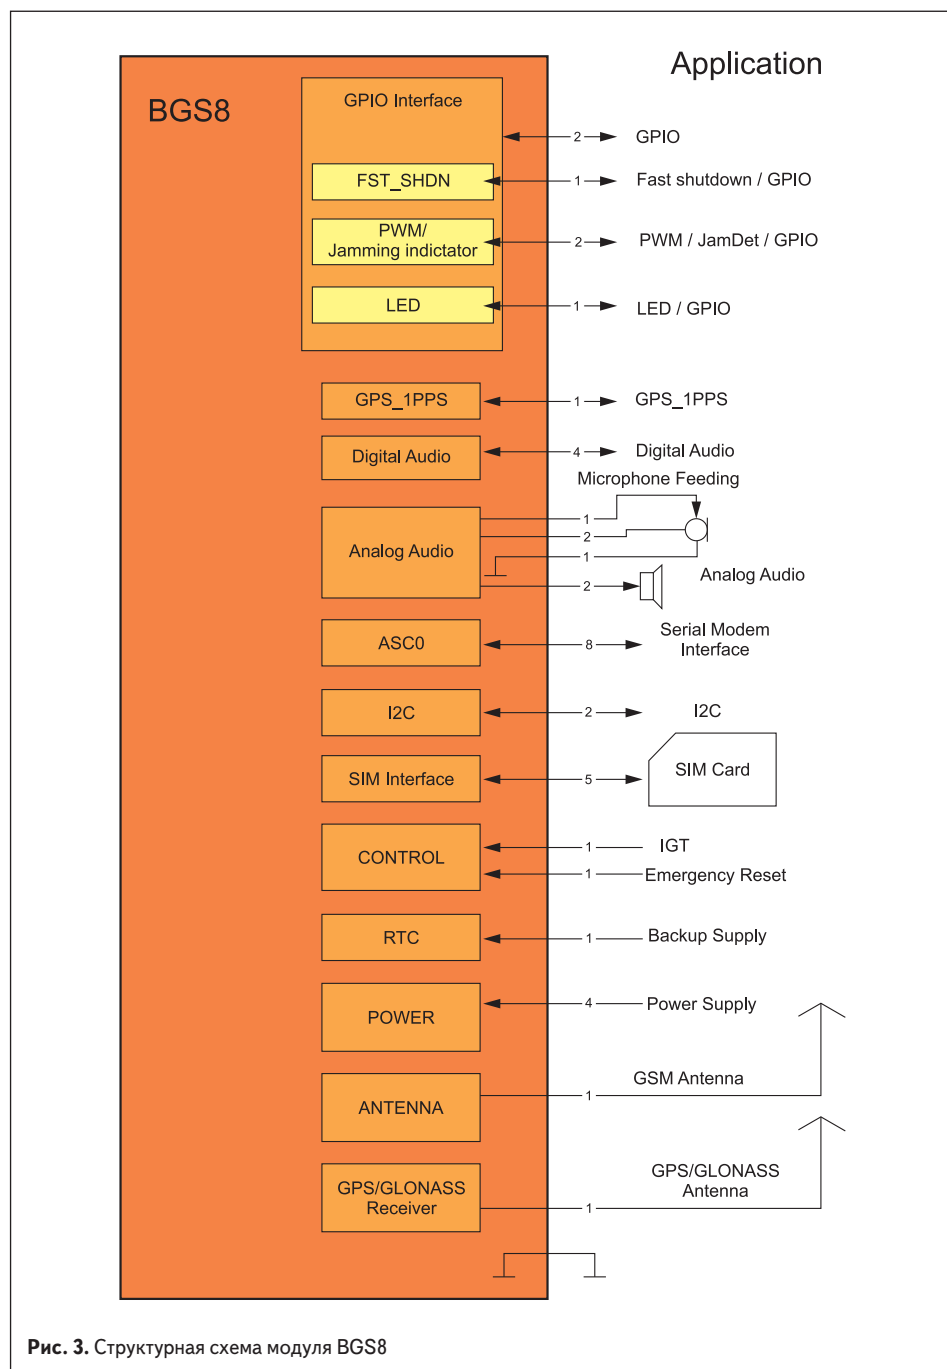 Application
BGS8
GPIO Interface
2
GPIO
FST_SHDN
1
Fast shutdown / GPIO
PWM/
Jamming indictator
2
PWM / JamDet / GPIO
LED
1
LED / GPIO
GPS_1PPS
1
GPS_1PPS
Digital Audio
4
Digital Audio
Microphone Feeding
Analog Audio
1
2
1
2
Analog Audio
ASC0
8
Serial Modem
Interface
I2C
2
I2C
SIM Interface
5
SIM Card
CONTROL
1
IGT
1
Emergency Reset
RTC
1
Backup Supply
POWER
4
Power Supply
ANTENNA
1
GSM Antenna
GPS/GLONASS
Receiver
1
GPS/GLONASS
Antenna
Рис. 3. Структурная схема модуля BGS8